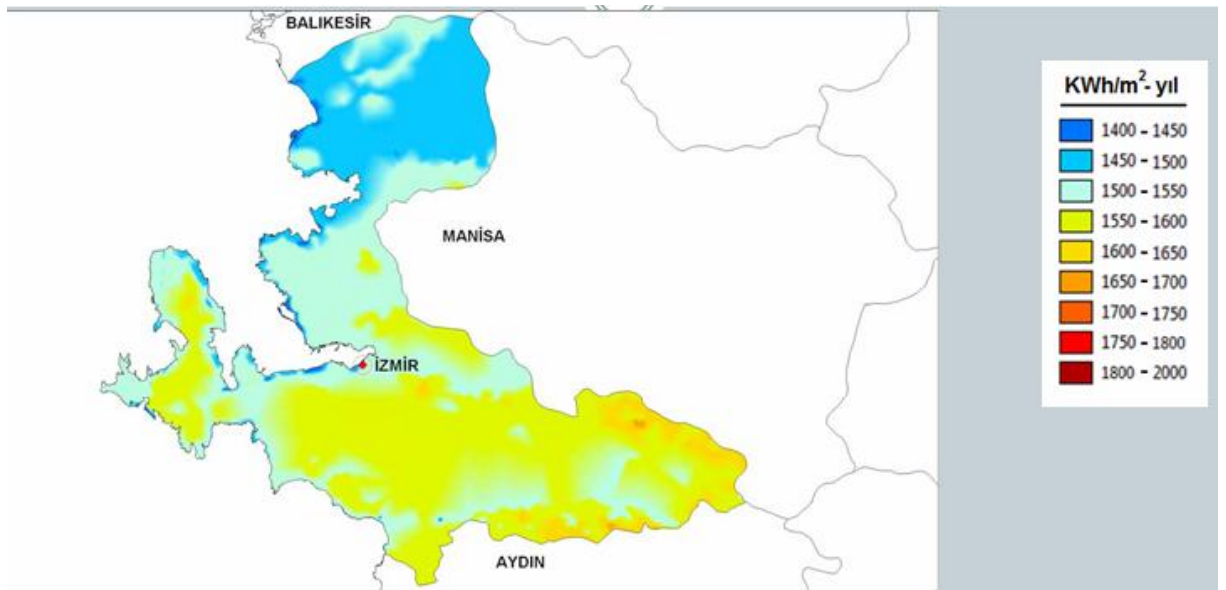 BALIKESİR
MANİSA
İZMİR
AYDIN
KWh/m²- yıl
1400 - 1450
1450 - 1500
1500 - 1550
1550 - 1600
1600 - 1650
1650 - 1700
1700 - 1750
1750 - 1800
1800 - 2000